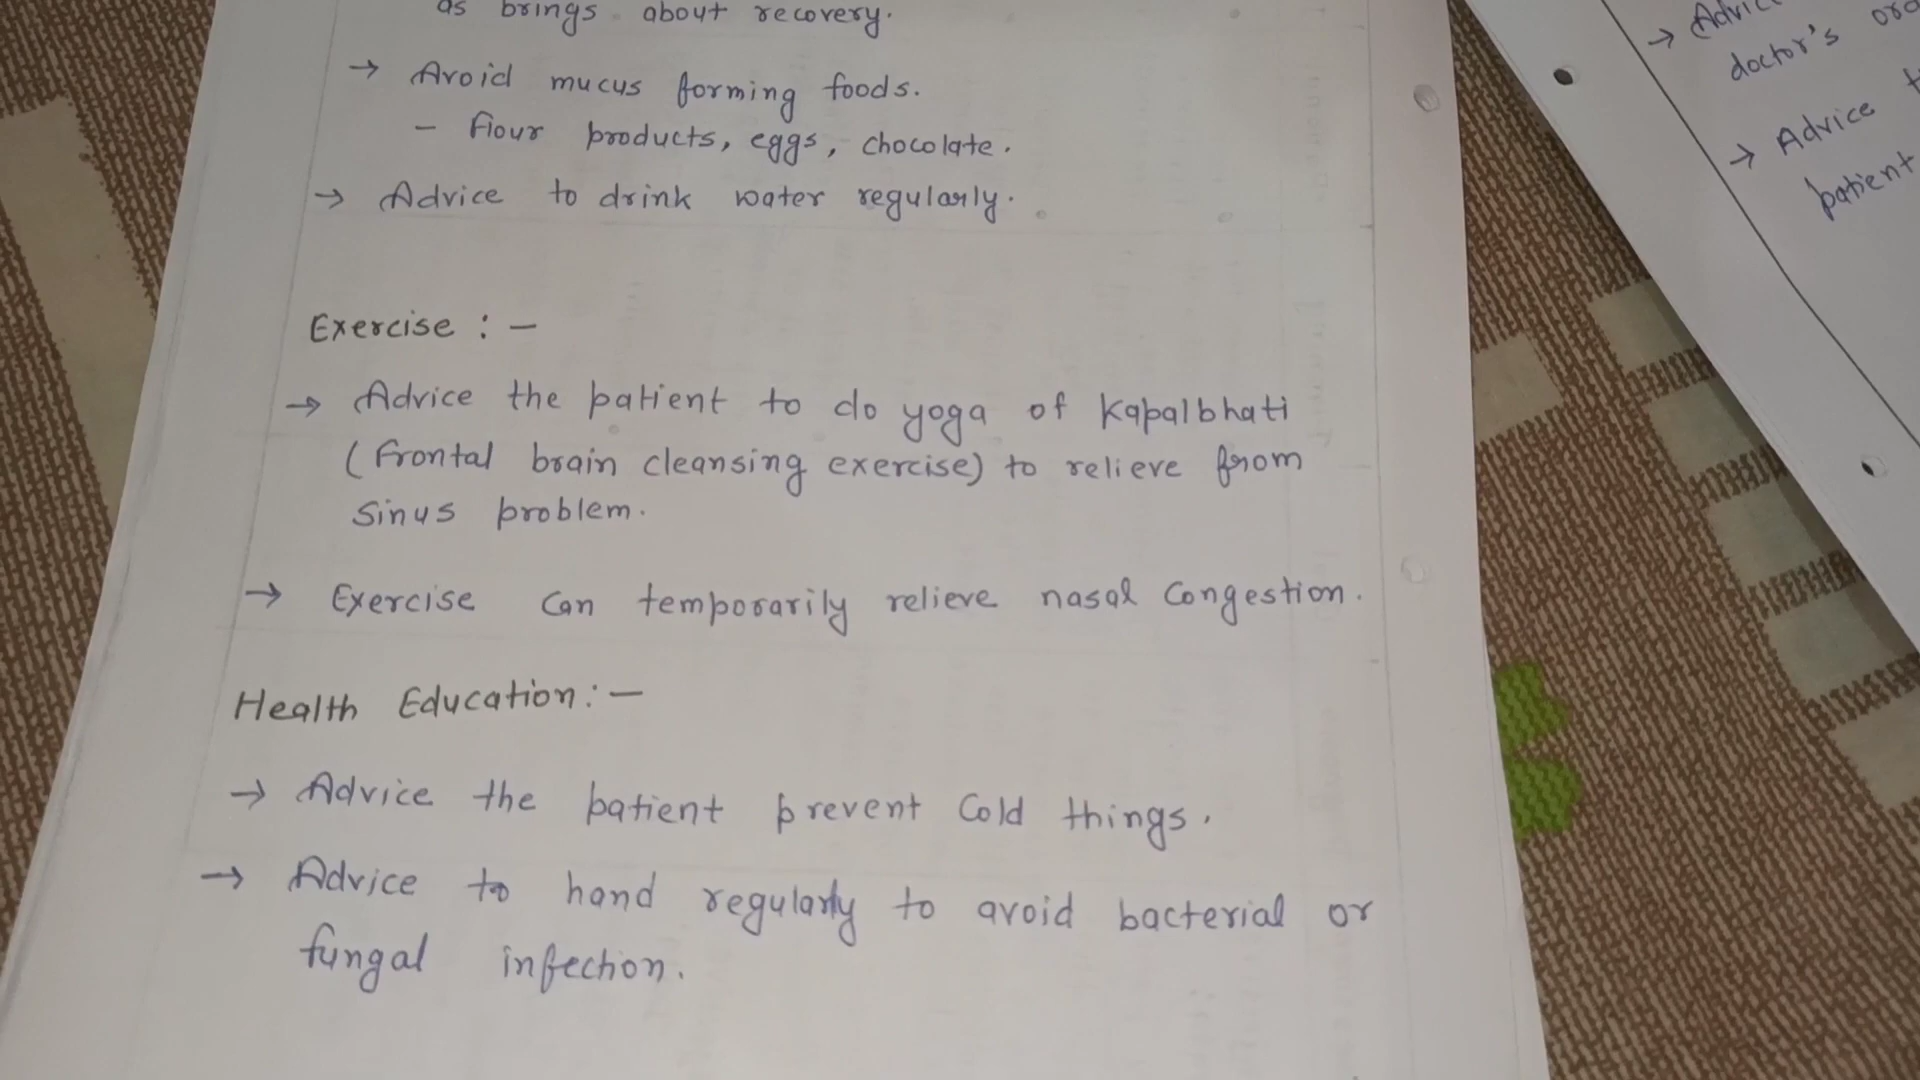 as brings about recovery.
→ Avoid mucus forming foods.
- flour products, eggs, chocolate.
→ Advice to drink water regularly.
Exercise : -
→ Advice the patient to do yoga of Kapalbhati
(frontal brain cleansing exercise) to relieve from
sinus problem.
→ Exercise can temporarily relieve nasal congestion.
Health Education : -
→ Advice the patient prevent cold things.
→ Advice to hand regularly to avoid bacterial or
fungal infection.
→ Advice
doctor's
→ Advice
patient